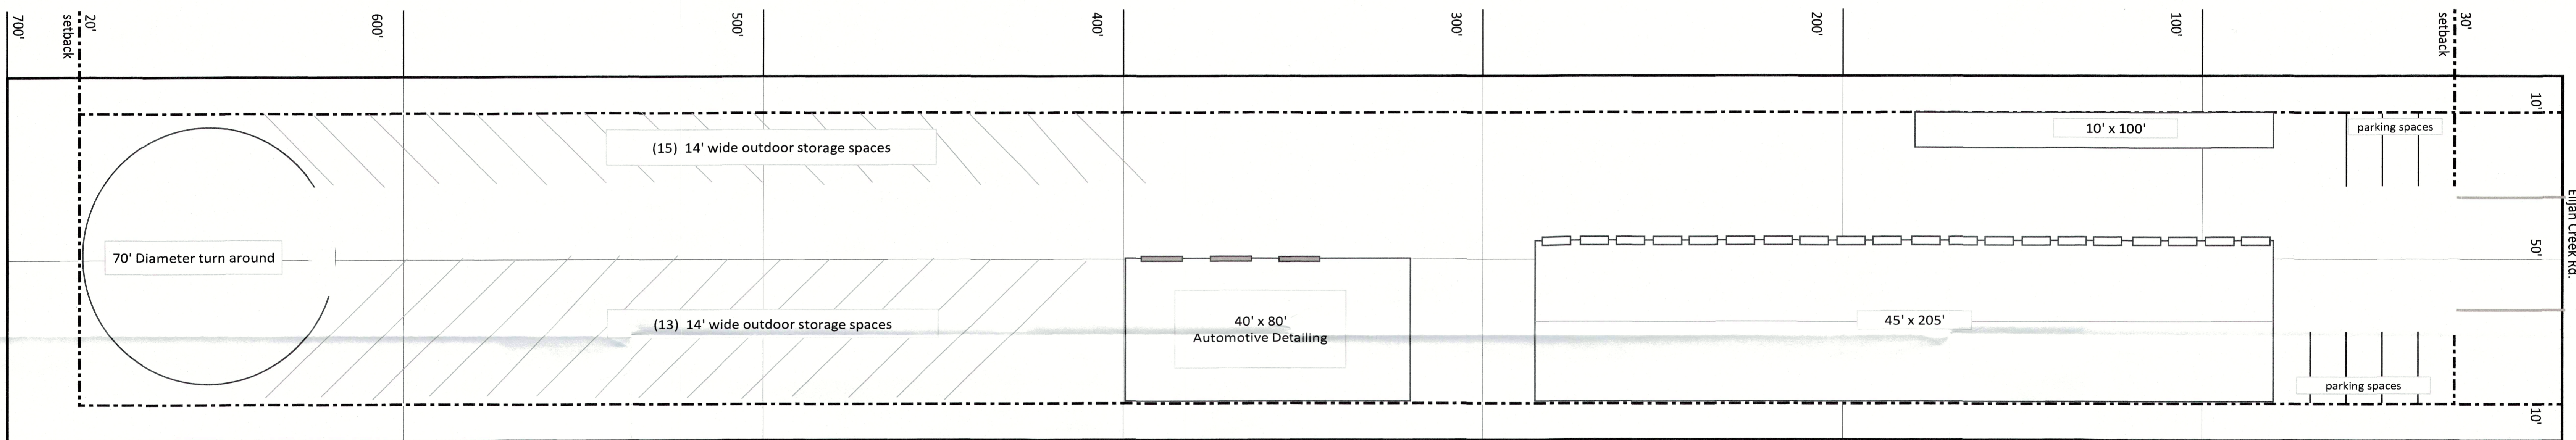 700'
20'
setback
600'
500'
400'
300'
200'
100'
30'
setback
10'
10' x 100'
parking spaces
(15) 14' wide outdoor storage spaces
70' Diameter turn around
50'
Creek Rd.
(13) 14' wide outdoor storage spaces
40' x 80'
Automotive Detailing
45' x 205'
parking spaces
10'